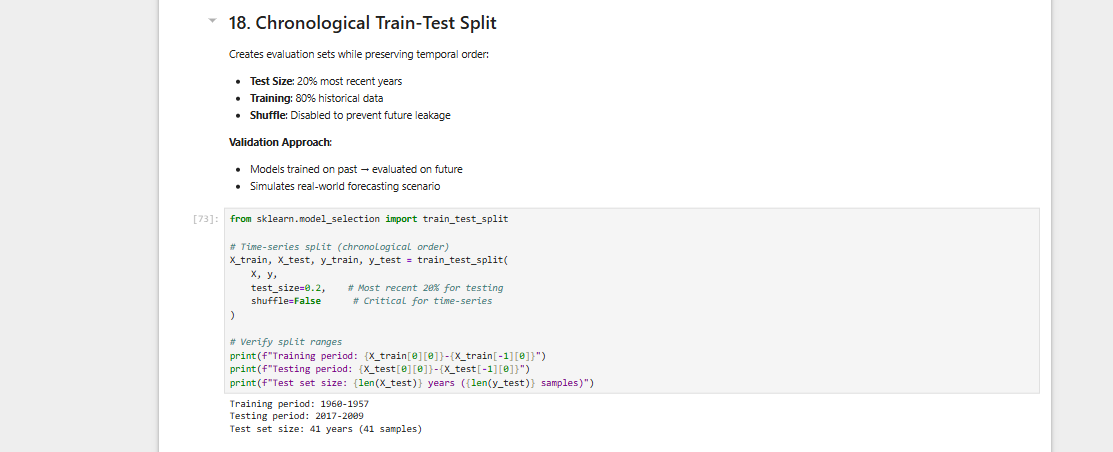 18. Chronological Train-Test Split
Creates evaluation sets while preserving temporal order:
• Test Size: 20% most recent years
• Training: 80% historical data
• Shuffle: Disabled to prevent future leakage
Validation Approach:
• Models trained on past → evaluated on future
• Simulates real-world forecasting scenario
[73]: from sklearn.model_selection import train_test_split
# Time-series split (chronological order)
X_train, X_test, y_train, y_test = train_test_split(
    X, y,
    test_size=0.2,    # Most recent 20% for testing
    shuffle=False     # Critical for time-series
)
# Verify split ranges
print(f"Training period: {X_train[0][0]}-{X_train[-1][0]}")
print(f"Testing period: {X_test[0][0]}-{X_test[-1][0]}")
print(f"Test set size: {len(X_test)} years ({len(y_test)} samples)")
Training period: 1960-1957
Testing period: 2017-2009
Test set size: 41 years (41 samples)